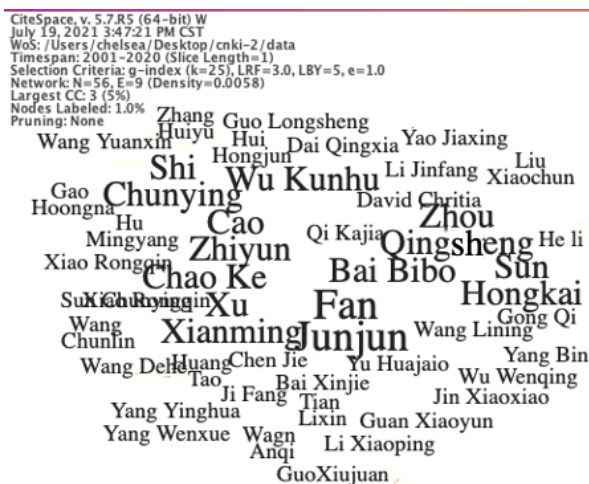 CiteSpace, v. 5.7.R5 (64-bit) W
July 19, 2021 3:47:21 PM CST
WoS: /Users/chelsea/Desktop/cnki-2/data
Timespan: 2001-2020 (Slice Length=1)
Selection Criteria: g-index (k=25), LRF=3.0, LBY=5, e=1.0
Network: N=56, E=9 (Density=0.0058)
Largest CC: 3 (5%)
Nodes Labeled: 1.0%
Pruning: None
Zhang
Huiyu
Guo Longsheng
Wang Yuanxin
Hui
Hongjun
Dai Qingxia
Yao Jiaxing
Shi
Chunying
Wu Kunhu
Li Jinfang
Liu
Xiaochun
Gao
Hoongna
David Chritia
Zhou
Qingsheng
Hu
Mingyang
Cao
Zhiyun
Qi Kajia
He li
Xiao Rongqin
Chao Ke
Bai Bibo
Sun
Hongkai
Xu
Xianming
Fan
Junjun
Gong Qi
Wang
Chunlin
Wang Lining
Wang Dehe
Huang
Tao
Chen Jie
Yu Huajaio
Yang Bin
Ji Fang
Bai Xinjie
Wu Wenqing
Tian
Lixin
Jin Xiaoxiao
Yang Yinghua
Guan Xiaoyun
Yang Wenxue
Wagn
Anqi
Li Xiaoping
GuoXiujuan